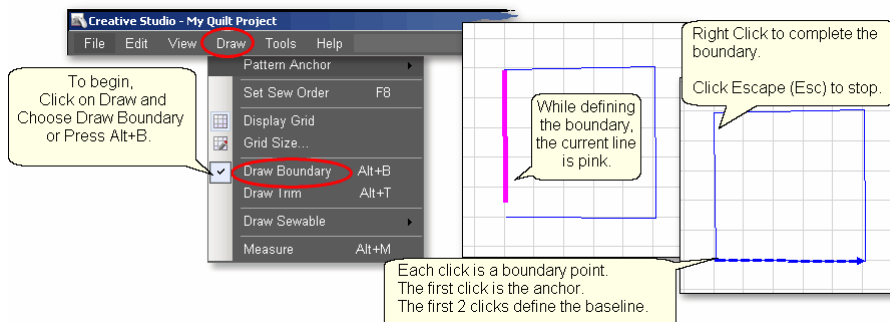 Creative Studio - My Quilt Project
File Edit View Draw Tools Help
Pattern Anchor
Set Sew Order F8
Display Grid
Grid Size...
Draw Boundary Alt+B
Draw Trim Alt+T
Draw Sewable
Measure Alt+M
To begin,
Click on Draw and
Choose Draw Boundary
or Press Alt+B.
While defining
the boundary,
the current line
is pink.
Right Click to complete the
boundary.
Click Escape (Esc) to stop.
Each click is a boundary point.
The first click is the anchor.
The first 2 clicks define the baseline.